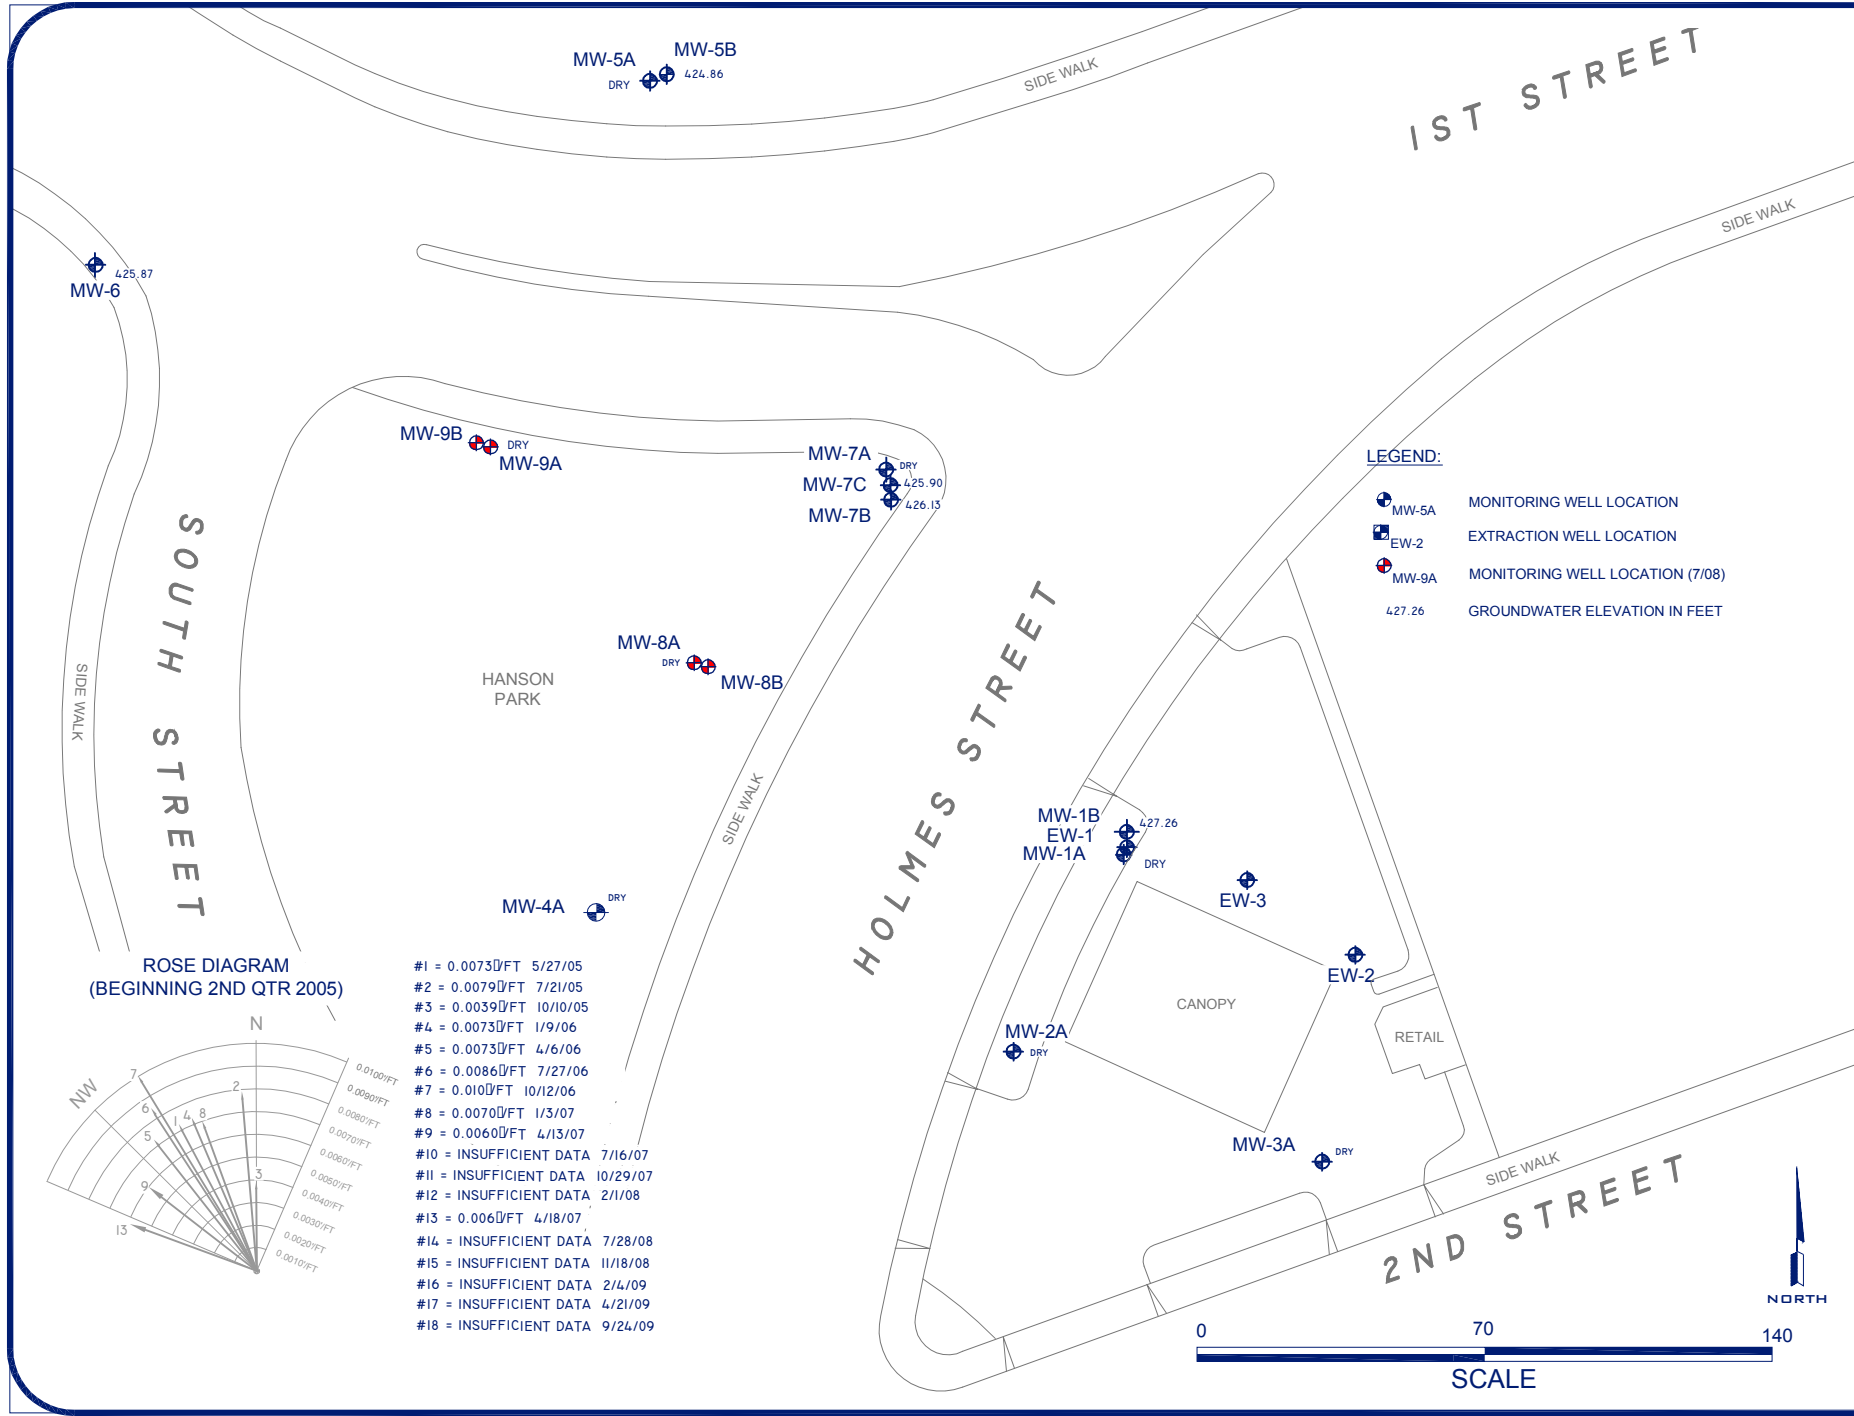 MW-5A
MW-5B
DRY
424.86
SIDE WALK
1ST STREET
SIDE WALK
425.87
MW-6
MW-9B
DRY
MW-9A
MW-7A
DRY
MW-7C
425.90
426.13
MW-7B
LEGEND:
MW-5A MONITORING WELL LOCATION
EW-2 EXTRACTION WELL LOCATION
MW-9A MONITORING WELL LOCATION (7/08)
427.26 GROUNDWATER ELEVATION IN FEET
SOUTH STREET
SIDE WALK
MW-8A
DRY
MW-8B
HANSON
PARK
HOLMES STREET
SIDE WALK
MW-1B
427.26
EW-1
MW-1A
DRY
EW-3
MW-4A
DRY
EW-2
CANOPY
MW-2A
DRY
RETAIL
MW-3A
DRY
SIDE WALK
2ND STREET
ROSE DIAGRAM
(BEGINNING 2ND QTR 2005)
N
NW
7
6
5
1
4
8
2
3
9
13
0.0100'/FT
0.0090'/FT
0.0080'/FT
0.0070'/FT
0.0060'/FT
0.0050'/FT
0.0040'/FT
0.0030'/FT
0.0020'/FT
0.0010'/FT
#1 = 0.0073▯/FT 5/27/05
#2 = 0.0079▯/FT 7/21/05
#3 = 0.0039▯/FT 10/10/05
#4 = 0.0073▯/FT 1/9/06
#5 = 0.0073▯/FT 4/6/06
#6 = 0.0086▯/FT 7/27/06
#7 = 0.010▯/FT 10/12/06
#8 = 0.0070▯/FT 1/3/07
#9 = 0.0060▯/FT 4/13/07
#10 = INSUFFICIENT DATA 7/16/07
#11 = INSUFFICIENT DATA 10/29/07
#12 = INSUFFICIENT DATA 2/1/08
#13 = 0.006▯/FT 4/18/07
#14 = INSUFFICIENT DATA 7/28/08
#15 = INSUFFICIENT DATA 11/18/08
#16 = INSUFFICIENT DATA 2/4/09
#17 = INSUFFICIENT DATA 4/21/09
#18 = INSUFFICIENT DATA 9/24/09
NORTH
0 70 140
SCALE